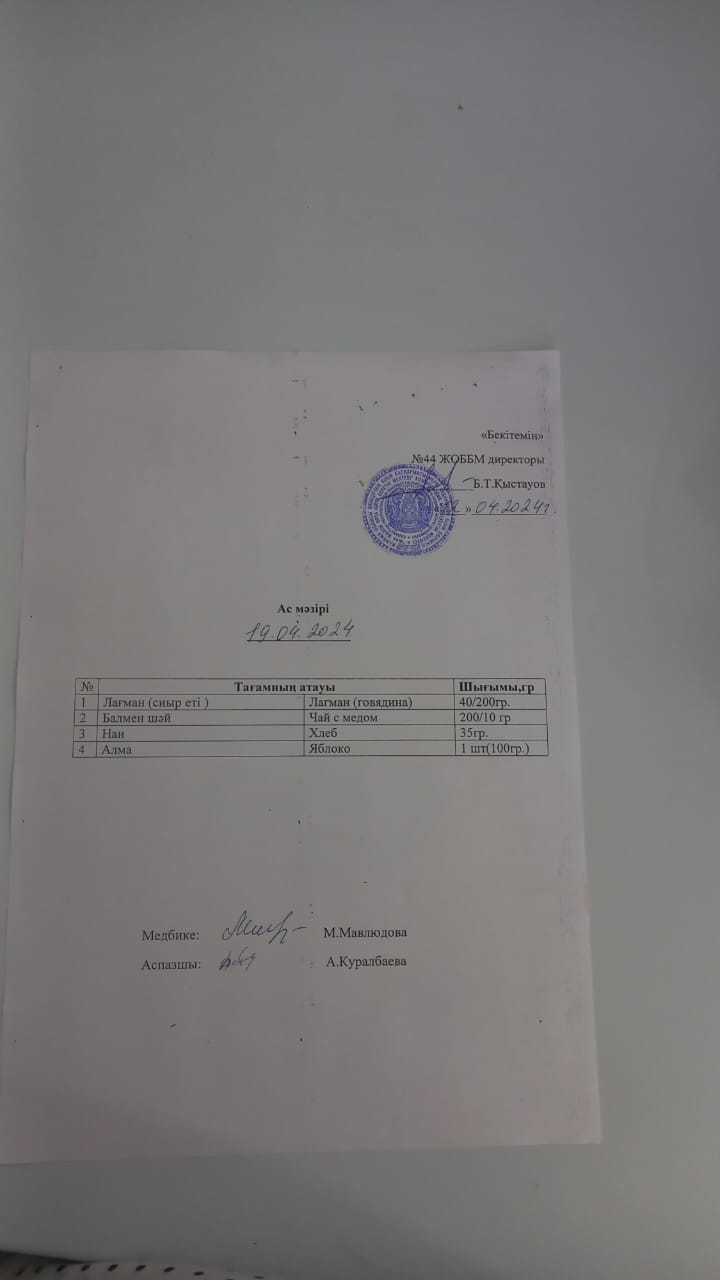 «Бекітемін»
№44 ЖОББМ директоры
Б.Т.Қыстауов
» 04.2024г.
Ас мәзірі
19.04.2024
№ Тағамның атауы Шығымы,гр
1 Лағман (сиыр еті ) Лагман (говядина) 40/200гр.
2 Балмен шәй Чай с медом 200/10 гр
3 Нан Хлеб 35гр.
4 Алма Яблоко 1 шт(100гр.)
Медбике: М.Мавлюдова
Аспазшы: А.Куралбаева